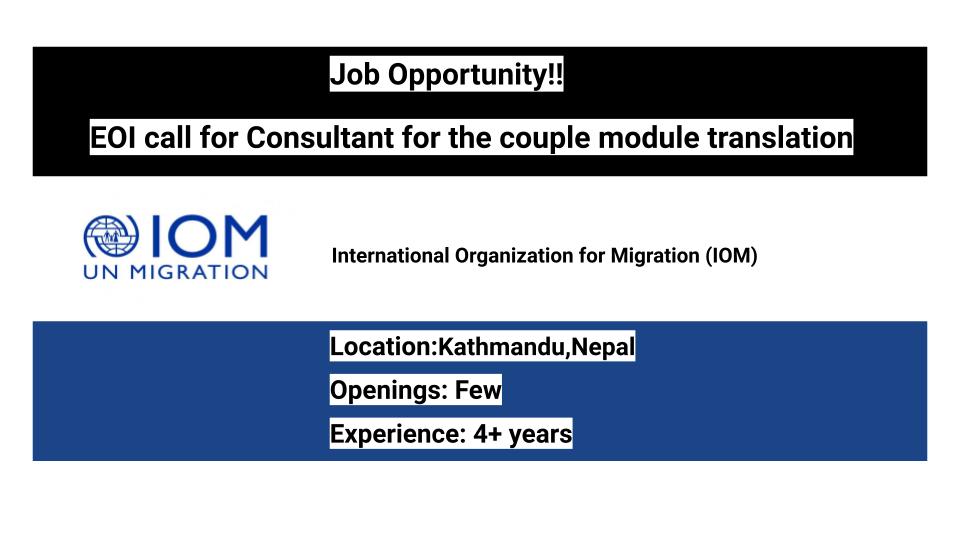 Job Opportunity!!
EOI call for Consultant for the couple module translation
IOM
UN MIGRATION
International Organization for Migration (IOM)
Location:Kathmandu,Nepal
Openings: Few
Experience: 4+ years